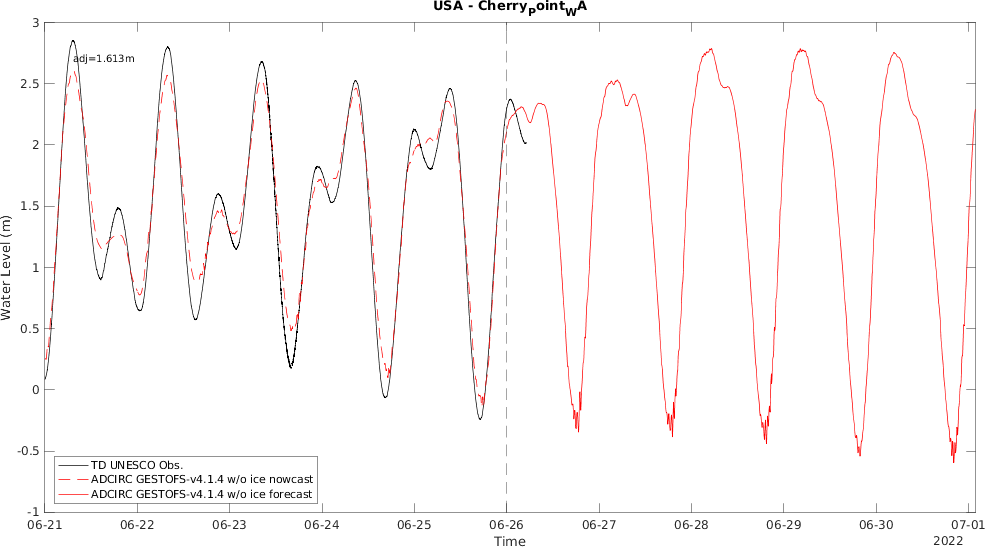 USA - Cherry_Point_WA
adj=1.613m
3
2.5
2
1.5
1
0.5
0
-0.5
-1
Water Level (m)
TD UNESCO Obs.
ADCIRC GESTOFS-v4.1.4 w/o ice nowcast
ADCIRC GESTOFS-v4.1.4 w/o ice forecast
06-21 06-22 06-23 06-24 06-25 06-26 06-27 06-28 06-29 06-30 07-01
Time
2022